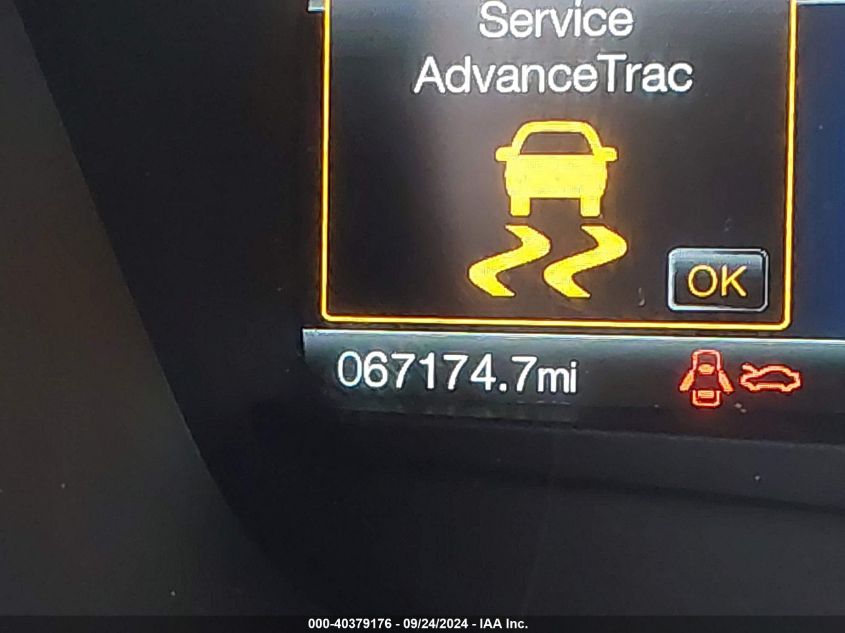 Service
AdvanceTrac
OK
067174.7mi
000-40379176 - 09/24/2024 - IAA Inc.